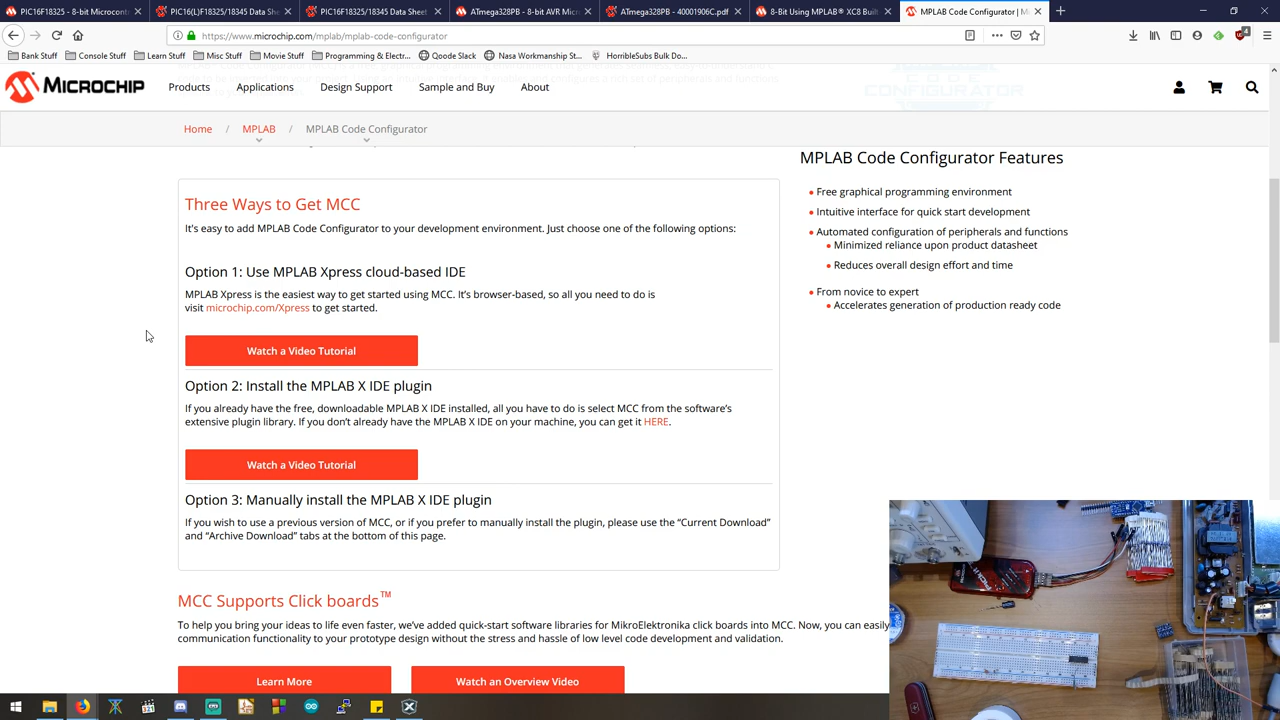 PIC16F18325 - 8-bit Microcont
PIC16(L)F18325/18345 Data She
PIC16F18325/18345 Data Sheet
ATmega328PB - 8-bit AVR Micro
ATmega328PB - 40001906C.pdf
8-Bit Using MPLAB® XC8 Built
MPLAB Code Configurator | M
https://www.microchip.com/mplab/mplab-code-configurator
4
Bank Stuff
Console Stuff
Learn Stuff
Misc Stuff
Movie Stuff
Programming & Electr...
Qode Slack
Nasa Workmanship St...
HorribleSubs Bulk Do...
CODE
CONFIGURATOR
MICROCHIP
Products
Applications
Design Support
Sample and Buy
About
Home / MPLAB / MPLAB Code Configurator
Three Ways to Get MCC
It's easy to add MPLAB Code Configurator to your development environment. Just choose one of the following options:
Option 1: Use MPLAB Xpress cloud-based IDE
MPLAB Xpress is the easiest way to get started using MCC. It's browser-based, so all you need to do is
visit microchip.com/Xpress to get started.
Watch a Video Tutorial
Option 2: Install the MPLAB X IDE plugin
If you already have the free, downloadable MPLAB X IDE installed, all you have to do is select MCC from the software's
extensive plugin library. If you don't already have the MPLAB X IDE on your machine, you can get it HERE.
Watch a Video Tutorial
Option 3: Manually install the MPLAB X IDE plugin
If you wish to use a previous version of MCC, or if you prefer to manually install the plugin, please use the "Current Download"
and "Archive Download" tabs at the bottom of this page.
MCC Supports Click boards™
To help you bring your ideas to life even faster, we've added quick-start software libraries for MikroElektronika click boards into MCC. Now, you can easily
communication functionality to your prototype design without the stress and hassle of low level code development and validation.
Learn More
Watch an Overview Video
MPLAB Code Configurator Features
Free graphical programming environment
Intuitive interface for quick start development
Automated configuration of peripherals and functions
Minimized reliance upon product datasheet
Reduces overall design effort and time
From novice to expert
Accelerates generation of production ready code